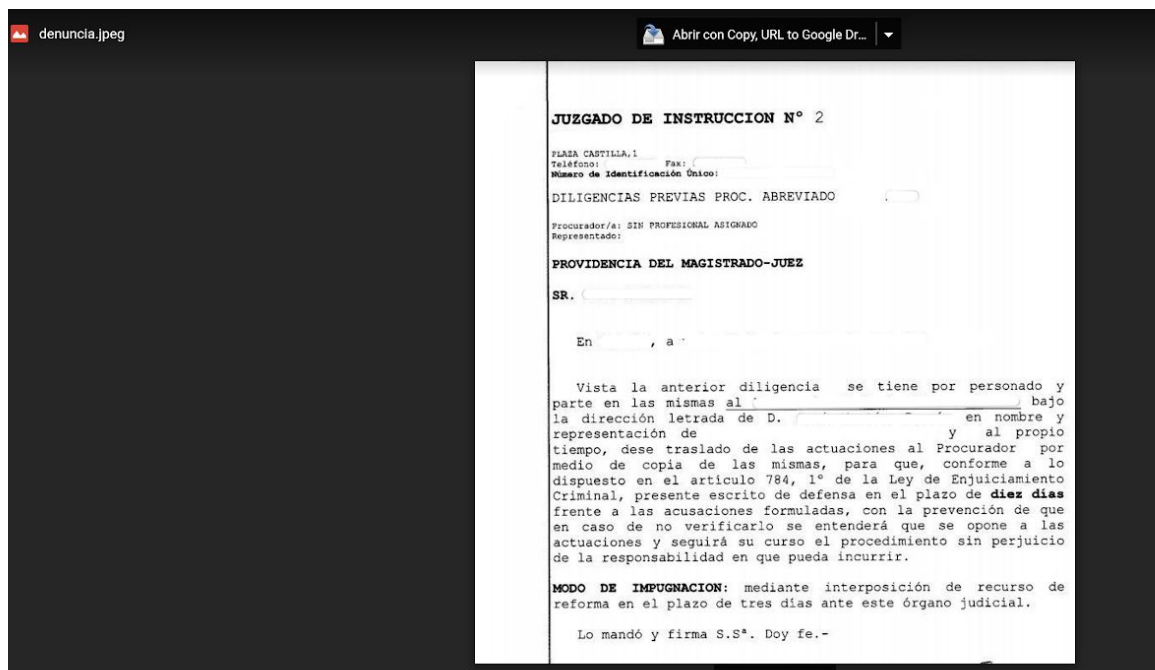 denuncia.jpeg
Abrir con Copy, URL to Google Dr...
JUZGADO DE INSTRUCCION Nº 2
PLAZA CASTILLA,1
Teléfono: Fax:
Número de Identificación Único:
DILIGENCIAS PREVIAS PROC. ABREVIADO
Procurador/a: SIN PROFESIONAL ASIGNADO
Representado:
PROVIDENCIA DEL MAGISTRADO-JUEZ
SR.
En , a
Vista la anterior diligencia se tiene por personado y
parte en las mismas al bajo
la dirección letrada de D. en nombre y
representación de y al propio
tiempo, dese traslado de las actuaciones al Procurador por
medio de copia de las mismas, para que, conforme a lo
dispuesto en el artículo 784, 1º de la Ley de Enjuiciamiento
Criminal, presente escrito de defensa en el plazo de diez días
frente a las acusaciones formuladas, con la prevención de que
en caso de no verificarlo se entenderá que se opone a las
actuaciones y seguirá su curso el procedimiento sin perjuicio
de la responsabilidad en que pueda incurrir.
MODO DE IMPUGNACION: mediante interposición de recurso de
reforma en el plazo de tres días ante este órgano judicial.
Lo mandó y firma S.Sª. Doy fe.-